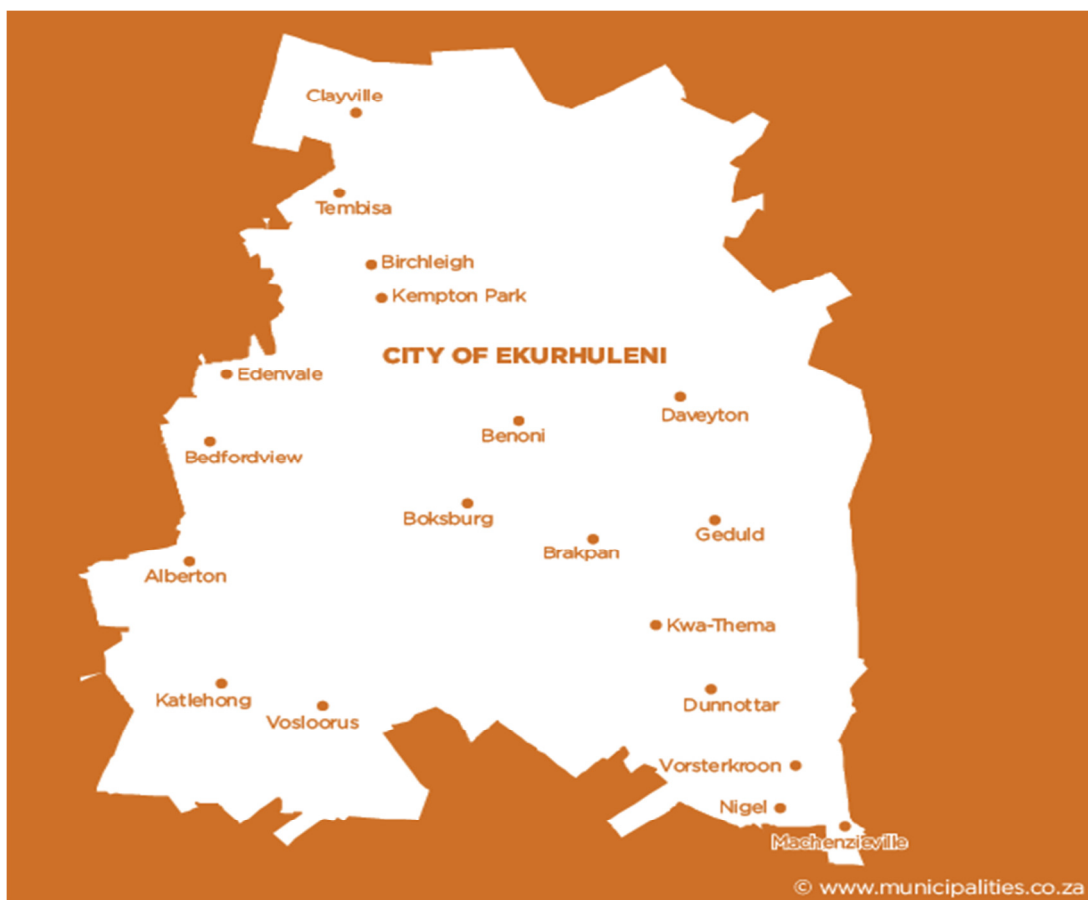 Clayville
Tembisa
Birchleigh
Kempton Park
CITY OF EKURHULENI
Edenvale
Daveyton
Benoni
Bedfordview
Boksburg
Geduld
Brakpan
Alberton
Kwa-Thema
Katlehong
Dunnottar
Vosloorus
Vorsterkroon
Nigel
Machenzieville
© www.municipalities.co.za